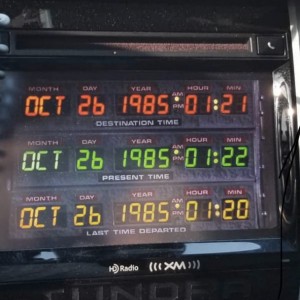 MONTH DAY YEAR HOUR MIN
OCT 26 1985 AM PM 01:21
DESTINATION TIME
MONTH DAY YEAR HOUR MIN
OCT 26 1985 AM PM 01:22
PRESENT TIME
MONTH DAY YEAR HOUR MIN
OCT 26 1985 AM PM 01:20
LAST TIME DEPARTED
HD Radio ((XM))